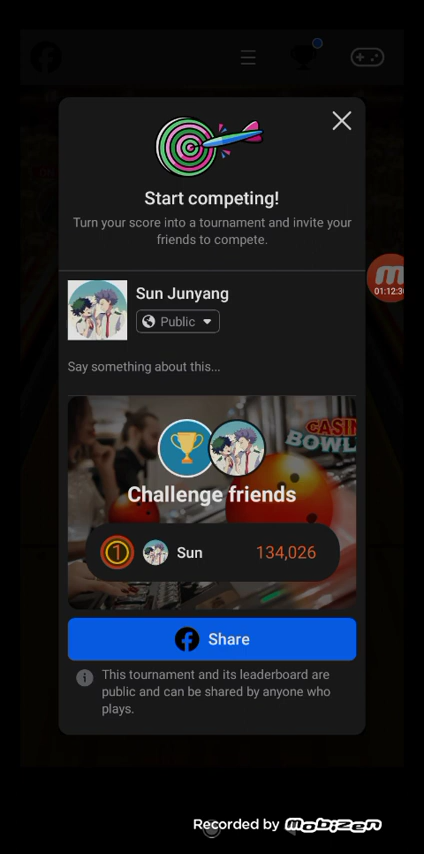 Start competing!
Turn your score into a tournament and invite your
friends to compete.
Sun Junyang
Public
01:12:3
Say something about this...
CASIN
BOWL
Challenge friends
1 Sun 134,026
Share
This tournament and its leaderboard are
public and can be shared by anyone who
plays.
Recorded by Mobizen